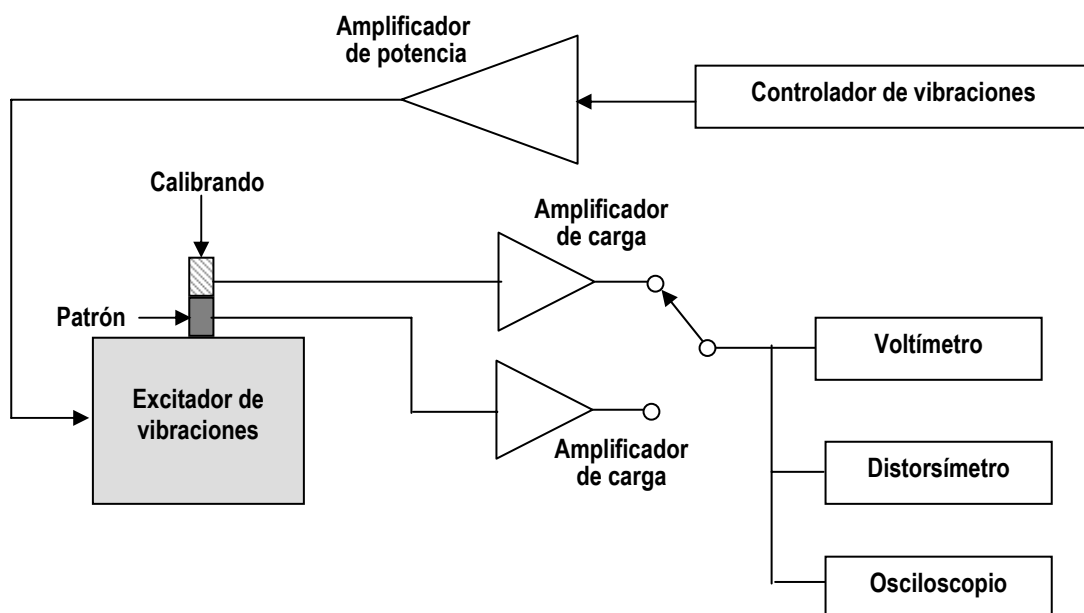 Amplificador
de potencia
Controlador de vibraciones
Calibrando
Amplificador
de carga
Patrón
Voltímetro
Excitador de
vibraciones
Amplificador
de carga
Distorsímetro
Osciloscopio